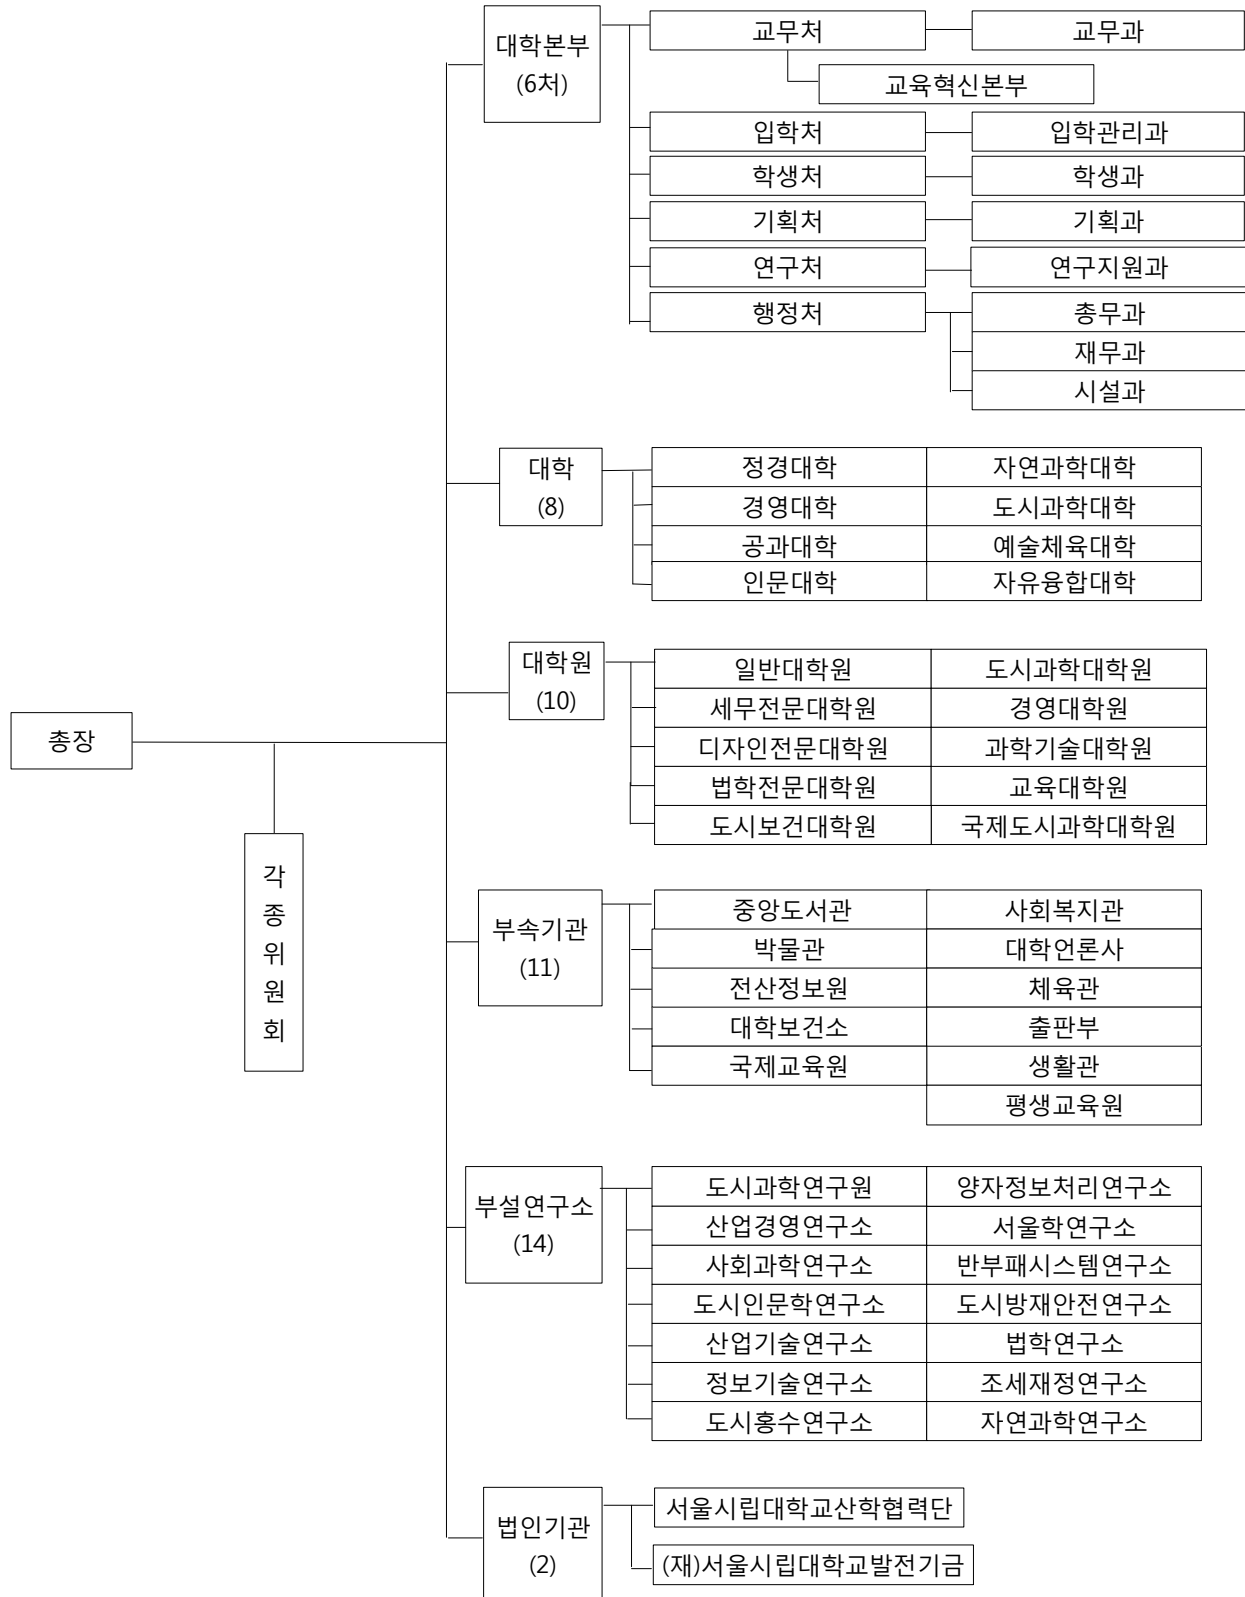 대학본부
(6처)
교무처
교무과
교육혁신본부
입학처
입학관리과
학생처
학생과
기획처
기획과
연구처
연구지원과
행정처
총무과
재무과
시설과
대학
(8)
정경대학
자연과학대학
경영대학
도시과학대학
공과대학
예술체육대학
인문대학
자유융합대학
대학원
(10)
일반대학원
도시과학대학원
세무전문대학원
경영대학원
디자인전문대학원
과학기술대학원
법학전문대학원
교육대학원
도시보건대학원
국제도시과학대학원
총장
각
종
위
원
회
부속기관
(11)
중앙도서관
사회복지관
박물관
대학언론사
전산정보원
체육관
대학보건소
출판부
국제교육원
생활관
평생교육원
부설연구소
(14)
도시과학연구원
양자정보처리연구소
산업경영연구소
서울학연구소
사회과학연구소
반부패시스템연구소
도시인문학연구소
도시방재안전연구소
산업기술연구소
법학연구소
정보기술연구소
조세재정연구소
도시홍수연구소
자연과학연구소
법인기관
(2)
서울시립대학교산학협력단
(재)서울시립대학교발전기금